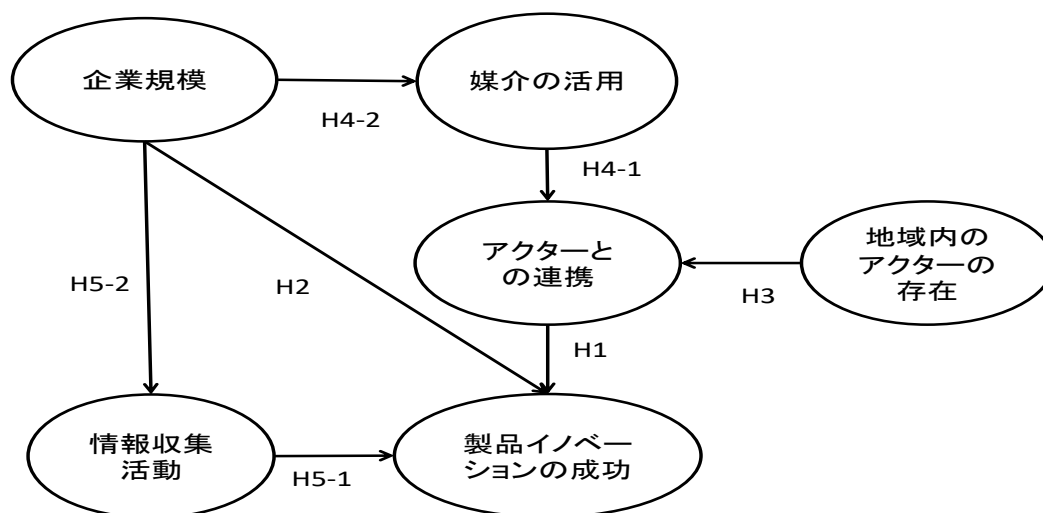 企業規模
媒介の活用
H4-2
H4-1
アクターと
の連携
地域内の
アクターの
存在
H5-2
H2
H3
H1
情報収集
活動
製品イノベー
ションの成功
H5-1